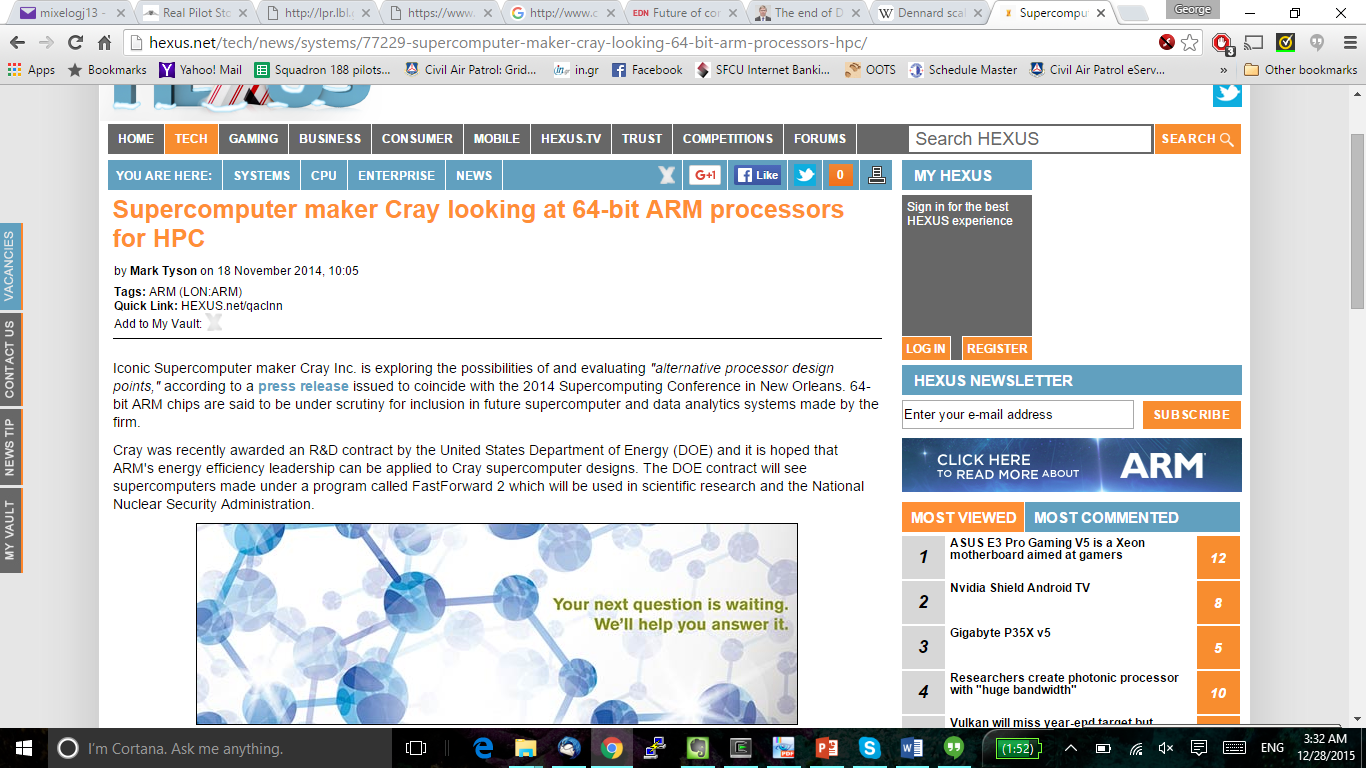 mixelogj13 -
Real Pilot Sto
http://lpr.lbl.g
https://www.
http://www.c
EDN Future of cor
The end of D
W Dennard scal
Supercomput
George
hexus.net/tech/news/systems/77229-supercomputer-maker-cray-looking-64-bit-arm-processors-hpc/
3
Apps
Bookmarks
Yahoo! Mail
Squadron 188 pilots...
Civil Air Patrol: Grid...
in.gr
Facebook
SFCU Internet Banki...
OOTS
Schedule Master
Civil Air Patrol eServ...
»
Other bookmarks
HEXUS
HOME
TECH
GAMING
BUSINESS
CONSUMER
MOBILE
HEXUS.TV
TRUST
COMPETITIONS
FORUMS
Search HEXUS
SEARCH
YOU ARE HERE:
SYSTEMS
CPU
ENTERPRISE
NEWS
G+1
Like
0
MY HEXUS
Sign in for the best
HEXUS experience
LOG IN
REGISTER
VACANCIES
CONTACT US
NEWS TIP
MY VAULT
Supercomputer maker Cray looking at 64-bit ARM processors
for HPC
by Mark Tyson on 18 November 2014, 10:05
Tags: ARM (LON:ARM)
Quick Link: HEXUS.net/qaclnn
Add to My Vault:
Iconic Supercomputer maker Cray Inc. is exploring the possibilities of and evaluating "alternative processor design
points," according to a press release issued to coincide with the 2014 Supercomputing Conference in New Orleans. 64-
bit ARM chips are said to be under scrutiny for inclusion in future supercomputer and data analytics systems made by the
firm.
Cray was recently awarded an R&D contract by the United States Department of Energy (DOE) and it is hoped that
ARM's energy efficiency leadership can be applied to Cray supercomputer designs. The DOE contract will see
supercomputers made under a program called FastForward 2 which will be used in scientific research and the National
Nuclear Security Administration.
Your next question is waiting.
We'll help you answer it.
HEXUS NEWSLETTER
Enter your e-mail address
SUBSCRIBE
CLICK HERE
TO READ MORE ABOUT
ARM
MOST VIEWED
MOST COMMENTED
1
ASUS E3 Pro Gaming V5 is a Xeon
motherboard aimed at gamers
12
2
Nvidia Shield Android TV
8
3
Gigabyte P35X v5
5
4
Researchers create photonic processor
with "huge bandwidth"
10
Vulkan will miss year-end target but
I'm Cortana. Ask me anything.
(1:52)
ENG
3:32 AM
12/28/2015